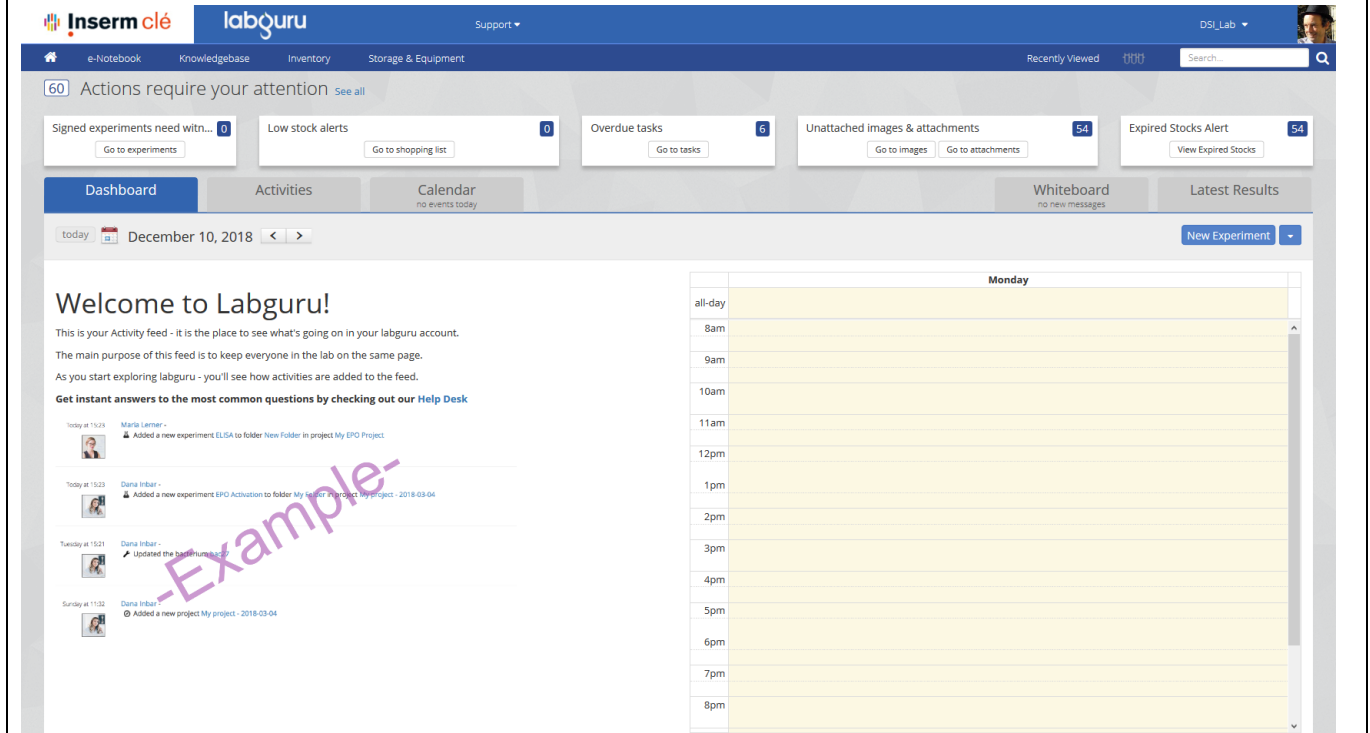 Inserm clé
labguru
Support
DSI_Lab
e-Notebook Knowledgebase Inventory Storage & Equipment
Recently Viewed
Search...
60 Actions require your attention See all
Signed experiments need witn... 0
Go to experiments
Low stock alerts 0
Go to shopping list
Overdue tasks 6
Go to tasks
Unattached images & attachments 54
Go to images Go to attachments
Expired Stocks Alert 54
View Expired Stocks
Dashboard
Activities
Calendar
no events today
Whiteboard
no new messages
Latest Results
today December 10, 2018 < >
New Experiment
Welcome to Labguru!
This is your Activity feed - it is the place to see what's going on in your labguru account.
The main purpose of this feed is to keep everyone in the lab on the same page.
As you start exploring labguru - you'll see how activities are added to the feed.
Get instant answers to the most common questions by checking out our Help Desk
Today at 15:23 Maria Lerner -
Added a new experiment ELISA to folder New Folder in project My EPO Project
Today at 15:23 Dana Inbar -
Added a new experiment EPO Activation to folder My Folder in project My project - 2018-03-04
Tuesday at 15:21 Dana Inbar -
Updated the bacterium
Sunday at 11:32 Dana Inbar -
Added a new project My project - 2018-03-04
-Example-
Monday
all-day
8am
9am
10am
11am
12pm
1pm
2pm
3pm
4pm
5pm
6pm
7pm
8pm